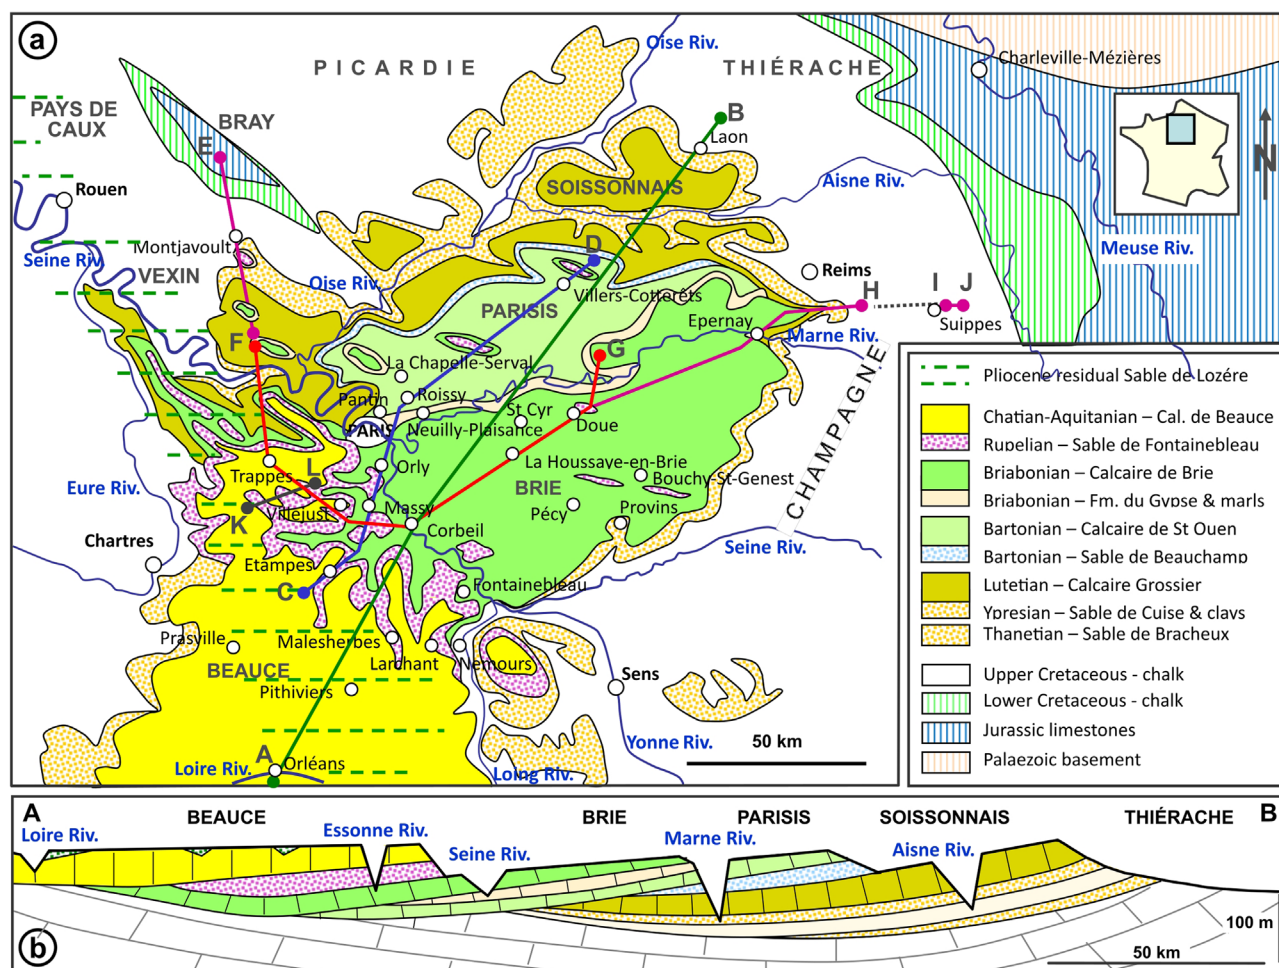 a
PICARDIE
THIÉRACHE
Oise Riv.
Charleville-Mézières
PAYS DE
CAUX
BRAY
E
B
Laon
N
Rouen
SOISSONNAIS
Aisne Riv.
Montjavoult
Seine Riv.
VEXIN
Oise Riv.
D
Villers-Cotterêts
PARISIS
Reims
Meuse Riv.
H
I
J
Suippes
Epernay
Marne Riv.
F
G
La Chapelle-Serval
Pantin
Roissy
PARIS
Neuilly-Plaisance
St Cyr
Doue
CHAMPAGNE
Trappes
L
Orly
La Houssaye-en-Brie
Bouchy-St-Genest
BRIE
Eure Riv.
K
Villejust
Massy
Pécy
Provins
Corbeil
Chartres
Seine Riv.
Etampes
C
Fontainebleau
Prasville
Malesherbes
Larchant
Nemours
BEAUCE
Pithiviers
Sens
Yonne Riv.
50 km
A
Loire Riv.
Orléans
Loing Riv.
Pliocene residual Sable de Lozére
Chatian-Aquitanian – Cal. de Beauce
Rupelian – Sable de Fontainebleau
Briabonian – Calcaire de Brie
Briabonian – Fm. du Gypse & marls
Bartonian – Calcaire de St Ouen
Bartonian – Sable de Beauchamp
Lutetian – Calcaire Grossier
Ypresian – Sable de Cuise & clays
Thanetian – Sable de Bracheux
Upper Cretaceous - chalk
Lower Cretaceous - chalk
Jurassic limestones
Palaezoic basement
A
BEAUCE
BRIE
PARISIS
SOISSONNAIS
THIÉRACHE
B
Loire Riv.
Essonne Riv.
Seine Riv.
Marne Riv.
Aisne Riv.
b
100 m
50 km